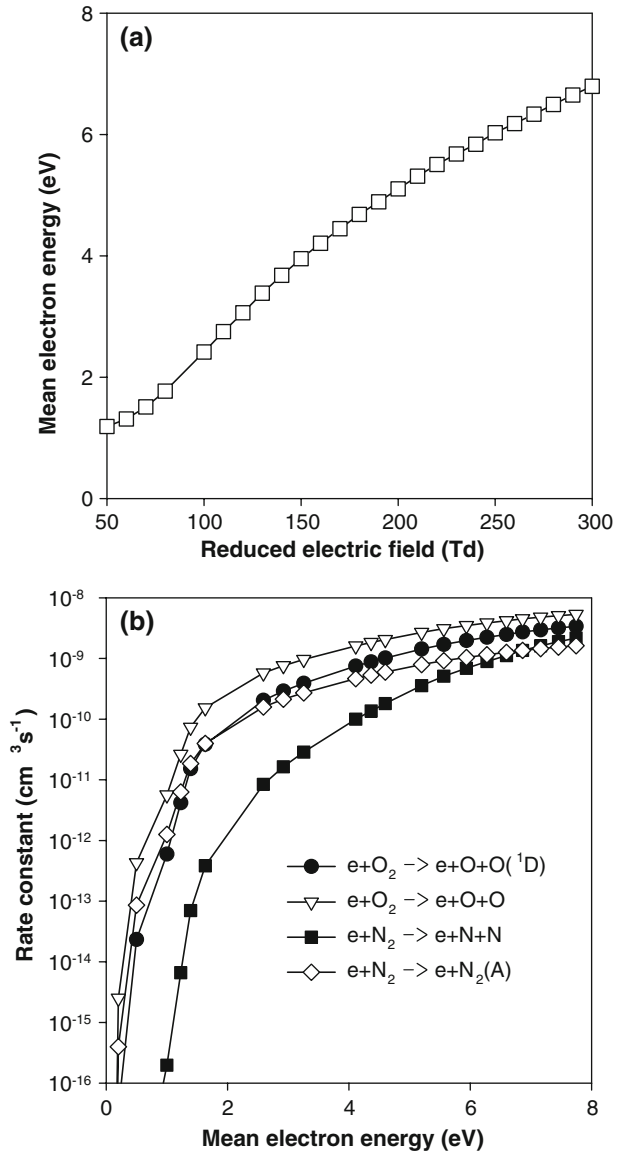 (a)
8
6
4
2
0
Mean electron energy (eV)
50 100 150 200 250 300
Reduced electric field (Td)
(b)
10⁻⁸
10⁻⁹
10⁻¹⁰
10⁻¹¹
10⁻¹²
10⁻¹³
10⁻¹⁴
10⁻¹⁵
10⁻¹⁶
Rate constant (cm ³s⁻¹)
e+O₂ –> e+O+O(¹D)
e+O₂ –> e+O+O
e+N₂ –> e+N+N
e+N₂ –> e+N₂(A)
0 2 4 6 8
Mean electron energy (eV)